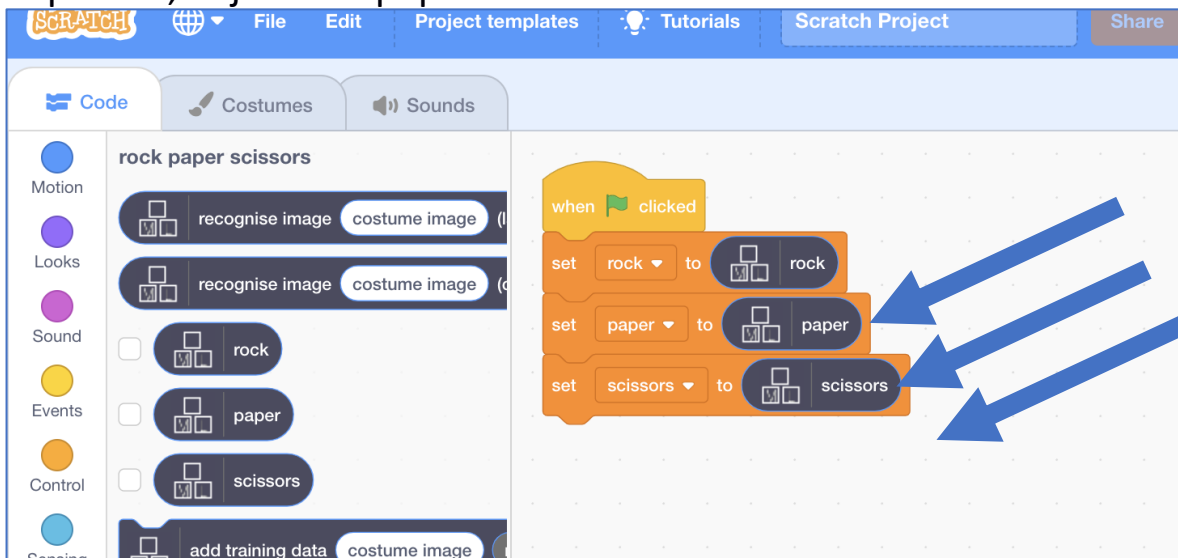 SCRATCH File Edit Project templates Tutorials Scratch Project Share
Code Costumes Sounds
Motion
Looks
Sound
Events
Control
rock paper scissors
recognise image costume image
recognise image costume image
rock
paper
scissors
add training data costume image
when clicked
set rock to rock
set paper to paper
set scissors to scissors